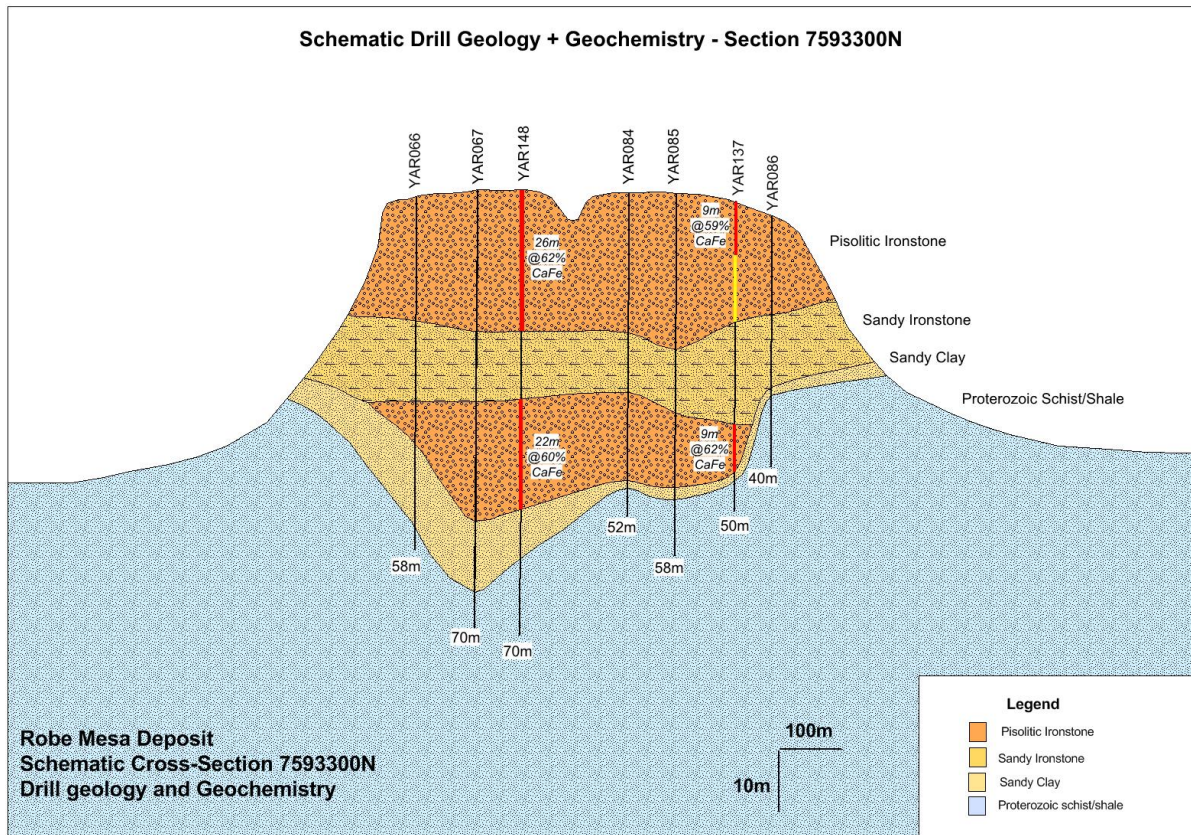 Schematic Drill Geology + Geochemistry - Section 7593300N
YAR066
YAR067
YAR148
YAR084
YAR085
YAR137
YAR086
26m
@62%
CaFe
9m
@59%
CaFe
Pisolitic Ironstone
Sandy Ironstone
Sandy Clay
Proterozoic Schist/Shale
22m
@60%
CaFe
9m
@62%
CaFe
40m
52m
50m
58m
58m
70m
70m
Robe Mesa Deposit
Schematic Cross-Section 7593300N
Drill geology and Geochemistry
100m
10m
Legend
Pisolitic Ironstone
Sandy Ironstone
Sandy Clay
Proterozoic schist/shale